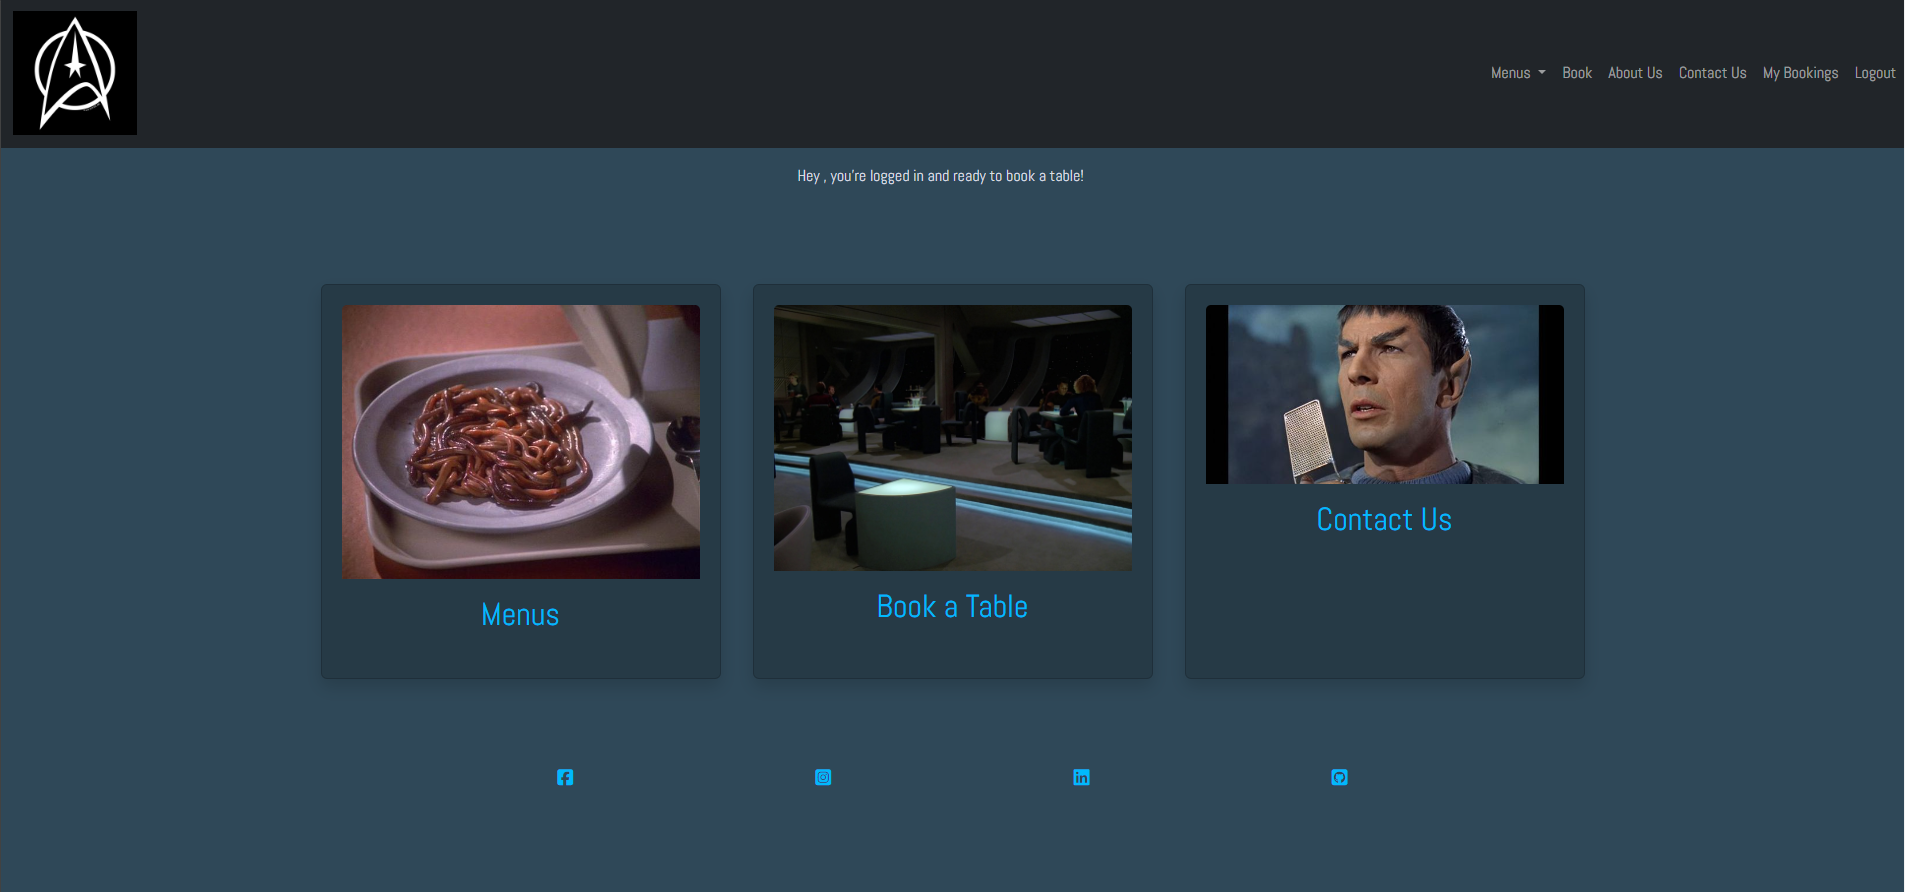 Menus Book About Us Contact Us My Bookings Logout
Hey , you're logged in and ready to book a table!
Menus
Book a Table
Contact Us